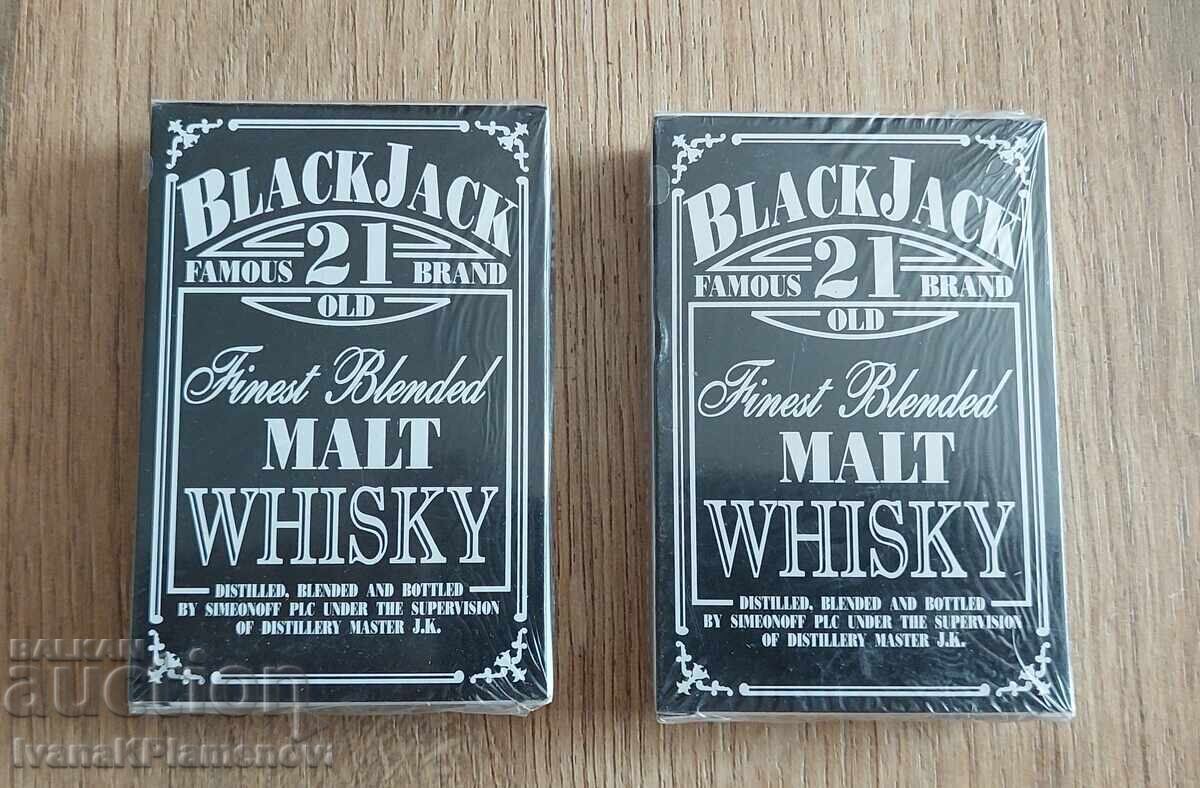 BLACKJACK
FAMOUS 21 BRAND
OLD
Finest Blended
MALT
WHISKY
DISTILLED, BLENDED AND BOTTLED
BY SIMEONOFF PLC UNDER THE SUPERVISION
OF DISTILLERY MASTER J.K.
BLACKJACK
FAMOUS 21 BRAND
OLD
Finest Blended
MALT
WHISKY
DISTILLED, BLENDED AND BOTTLED
BY SIMEONOFF PLC UNDER THE SUPERVISION
OF DISTILLERY MASTER J.K.
BALKAN
auction
IvanaKPlamenovi